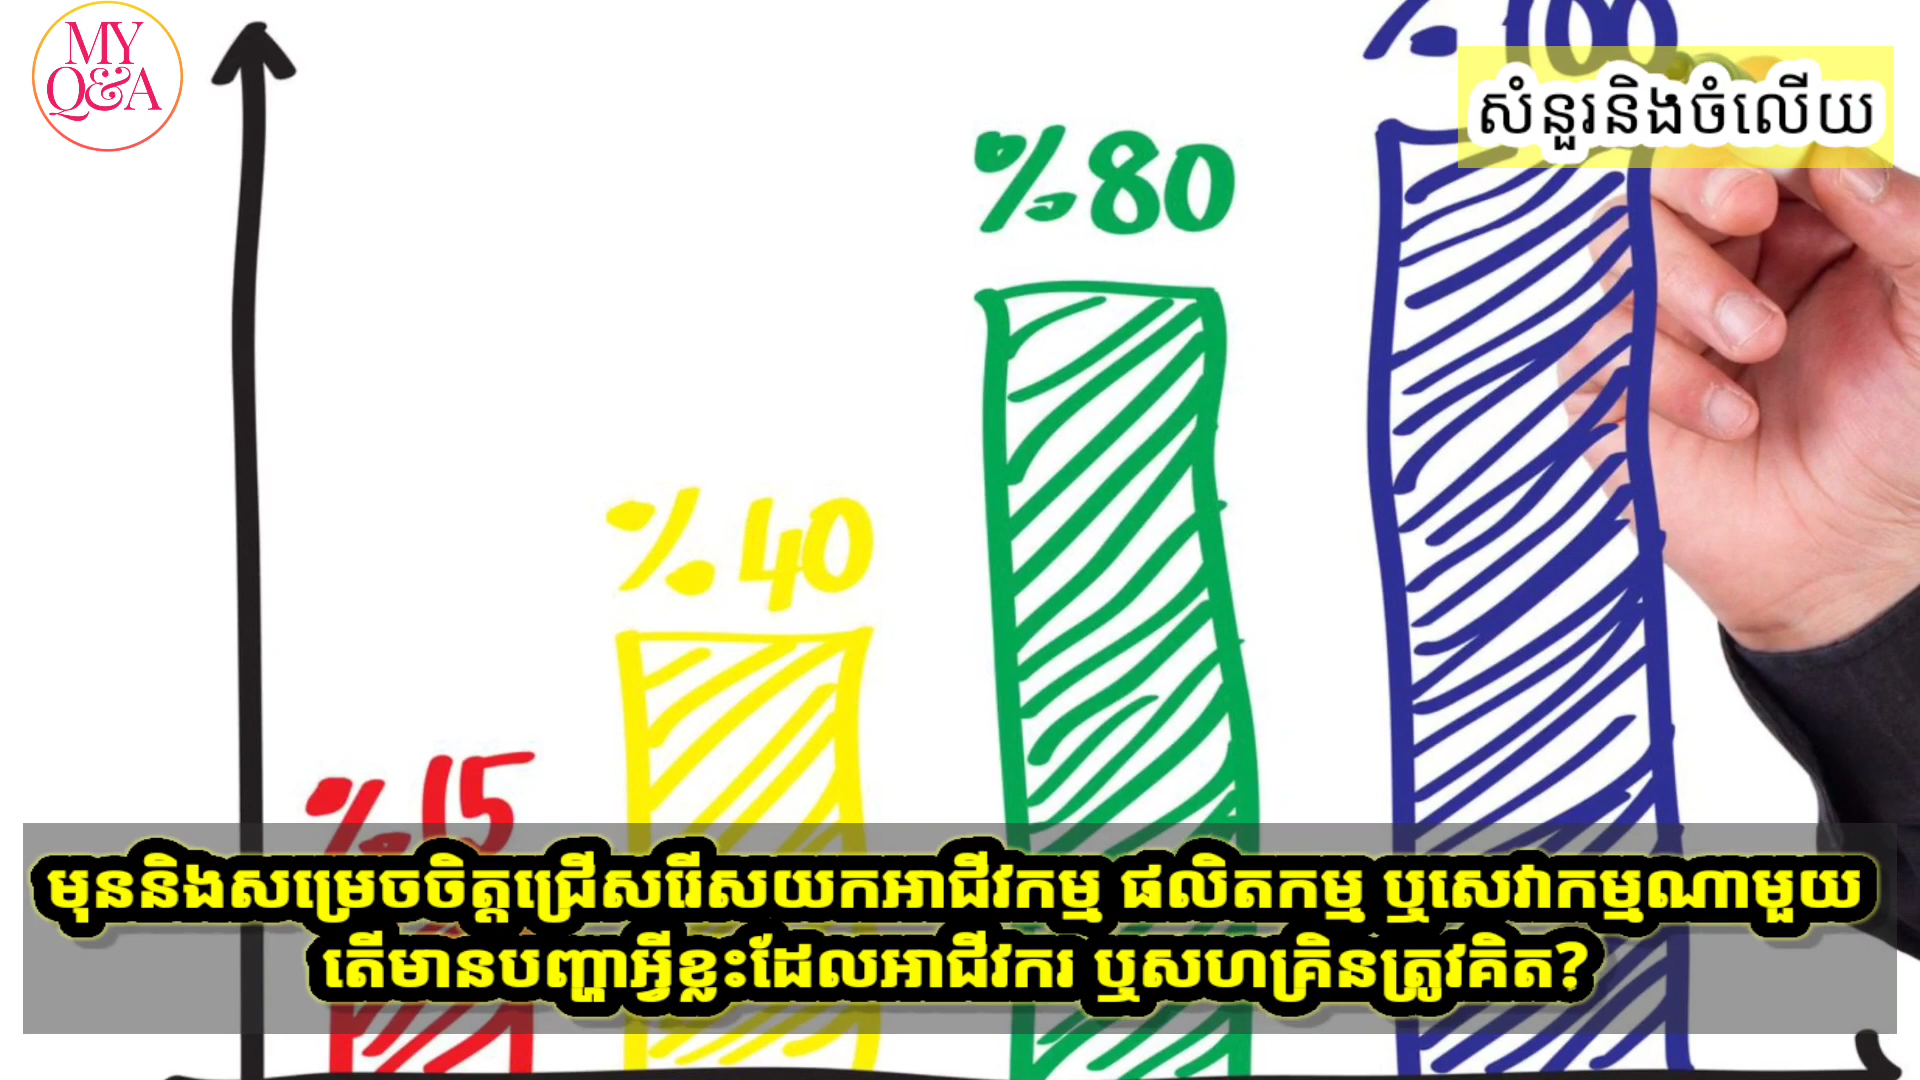 MY
Q&A
សំនួរនិងចំលើយ
%100
%80
%40
%15
មុននិងសម្រេចចិត្តជ្រើសរើសយកអាជីវកម្ម ផលិតកម្ម ឬសេវាកម្មណាមួយ
តើមានបញ្ហាអ្វីខ្លះដែលអាជីវករ ឬសហគ្រិនត្រូវគិត?